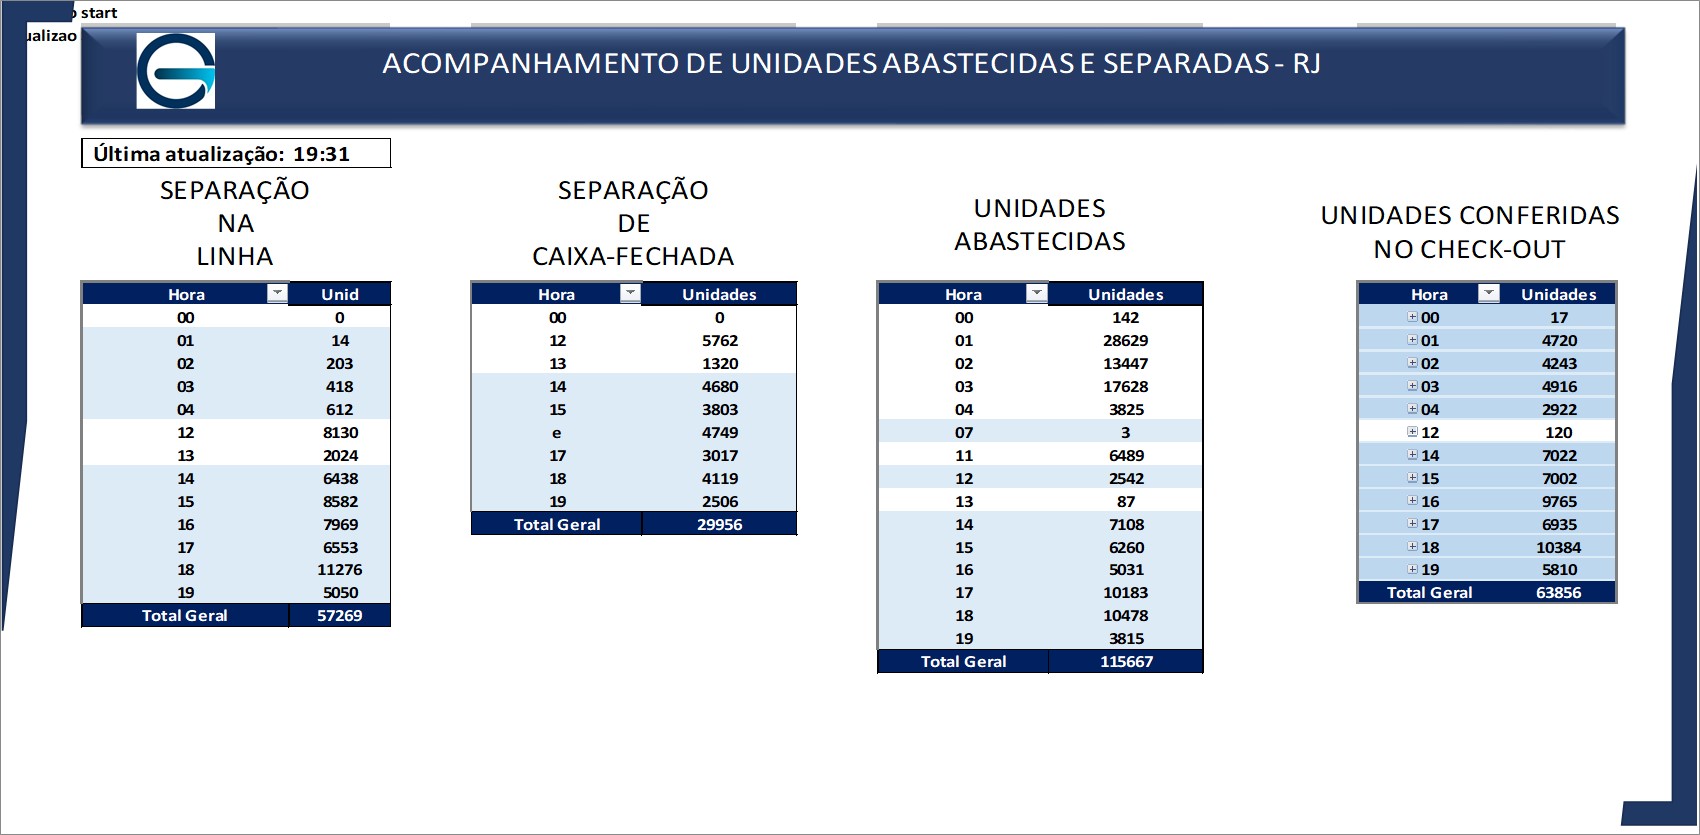 start
ualizao
ACOMPANHAMENTO DE UNIDADES ABASTECIDAS E SEPARADAS - RJ
Última atualização: 19:31
SEPARAÇÃO
NA
LINHA
Hora Unid
00 0
01 14
02 203
03 418
04 612
12 8130
13 2024
14 6438
15 8582
16 7969
17 6553
18 11276
19 5050
Total Geral 57269
SEPARAÇÃO
DE
CAIXA-FECHADA
Hora Unidades
00 0
12 5762
13 1320
14 4680
15 3803
e 4749
17 3017
18 4119
19 2506
Total Geral 29956
UNIDADES
ABASTECIDAS
Hora Unidades
00 142
01 28629
02 13447
03 17628
04 3825
07 3
11 6489
12 2542
13 87
14 7108
15 6260
16 5031
17 10183
18 10478
19 3815
Total Geral 115667
UNIDADES CONFERIDAS
NO CHECK-OUT
Hora Unidades
00 17
01 4720
02 4243
03 4916
04 2922
12 120
14 7022
15 7002
16 9765
17 6935
18 10384
19 5810
Total Geral 63856